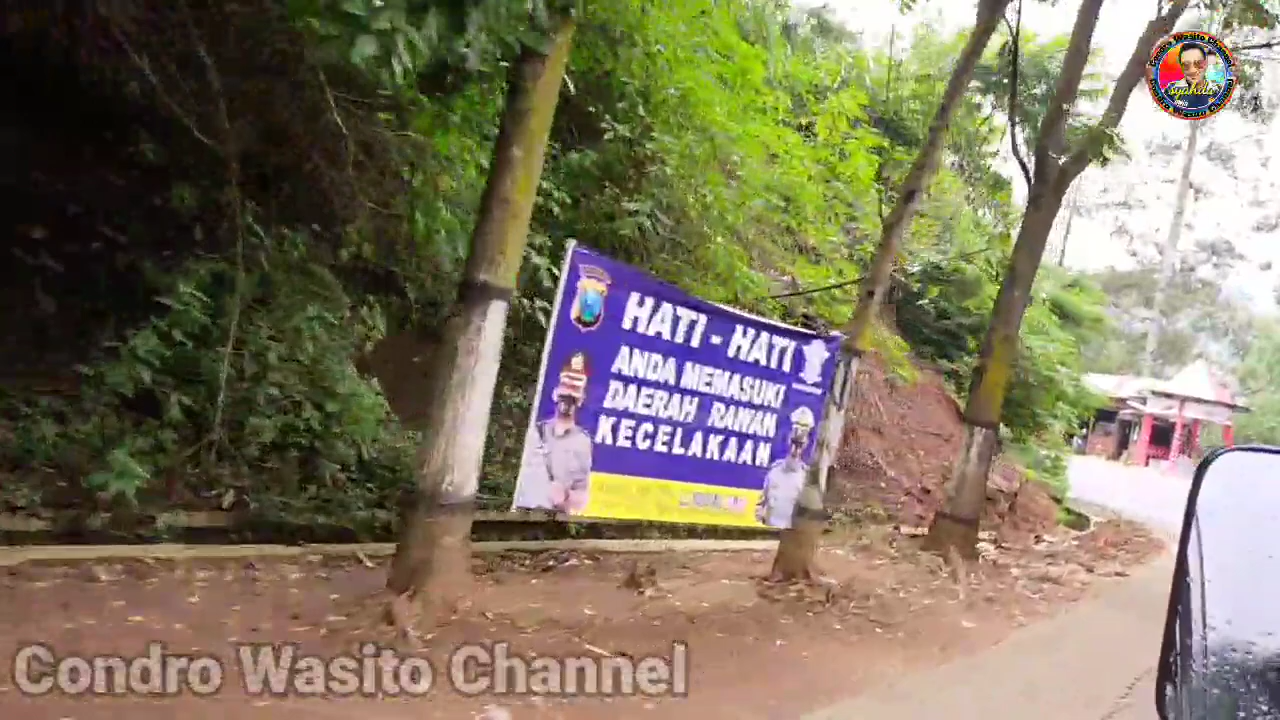 HATI - HATI
ANDA MEMASUKI
DAERAH RAWAN
KECELAKAAN
Condro Wasito Channel